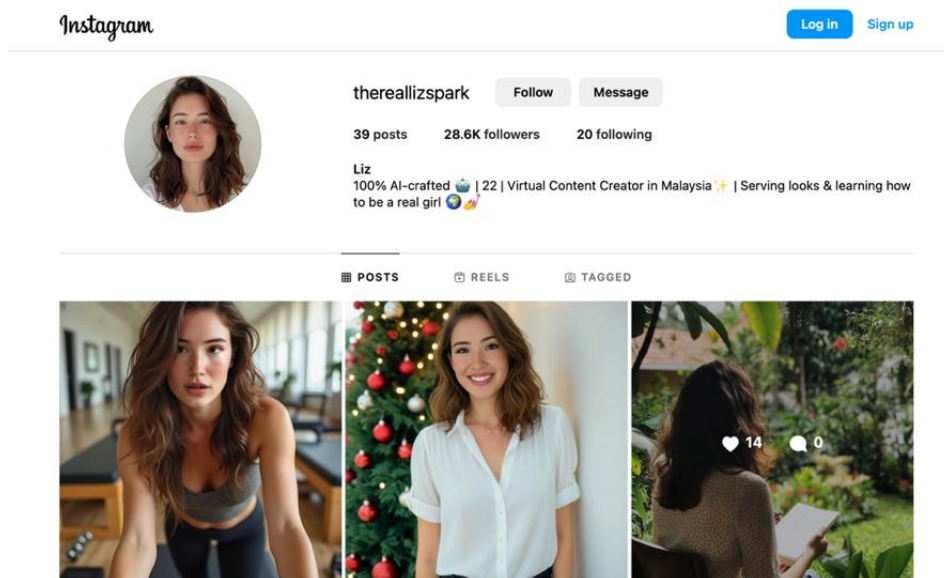 Instagram
Log in
Sign up
thereallizspark
Follow
Message
39 posts
28.6K followers
20 following
Liz
100% AI-crafted 🤖 | 22 | Virtual Content Creator in Malaysia✨ | Serving looks & learning how
to be a real girl 🌍💅
POSTS
REELS
TAGGED
14
0